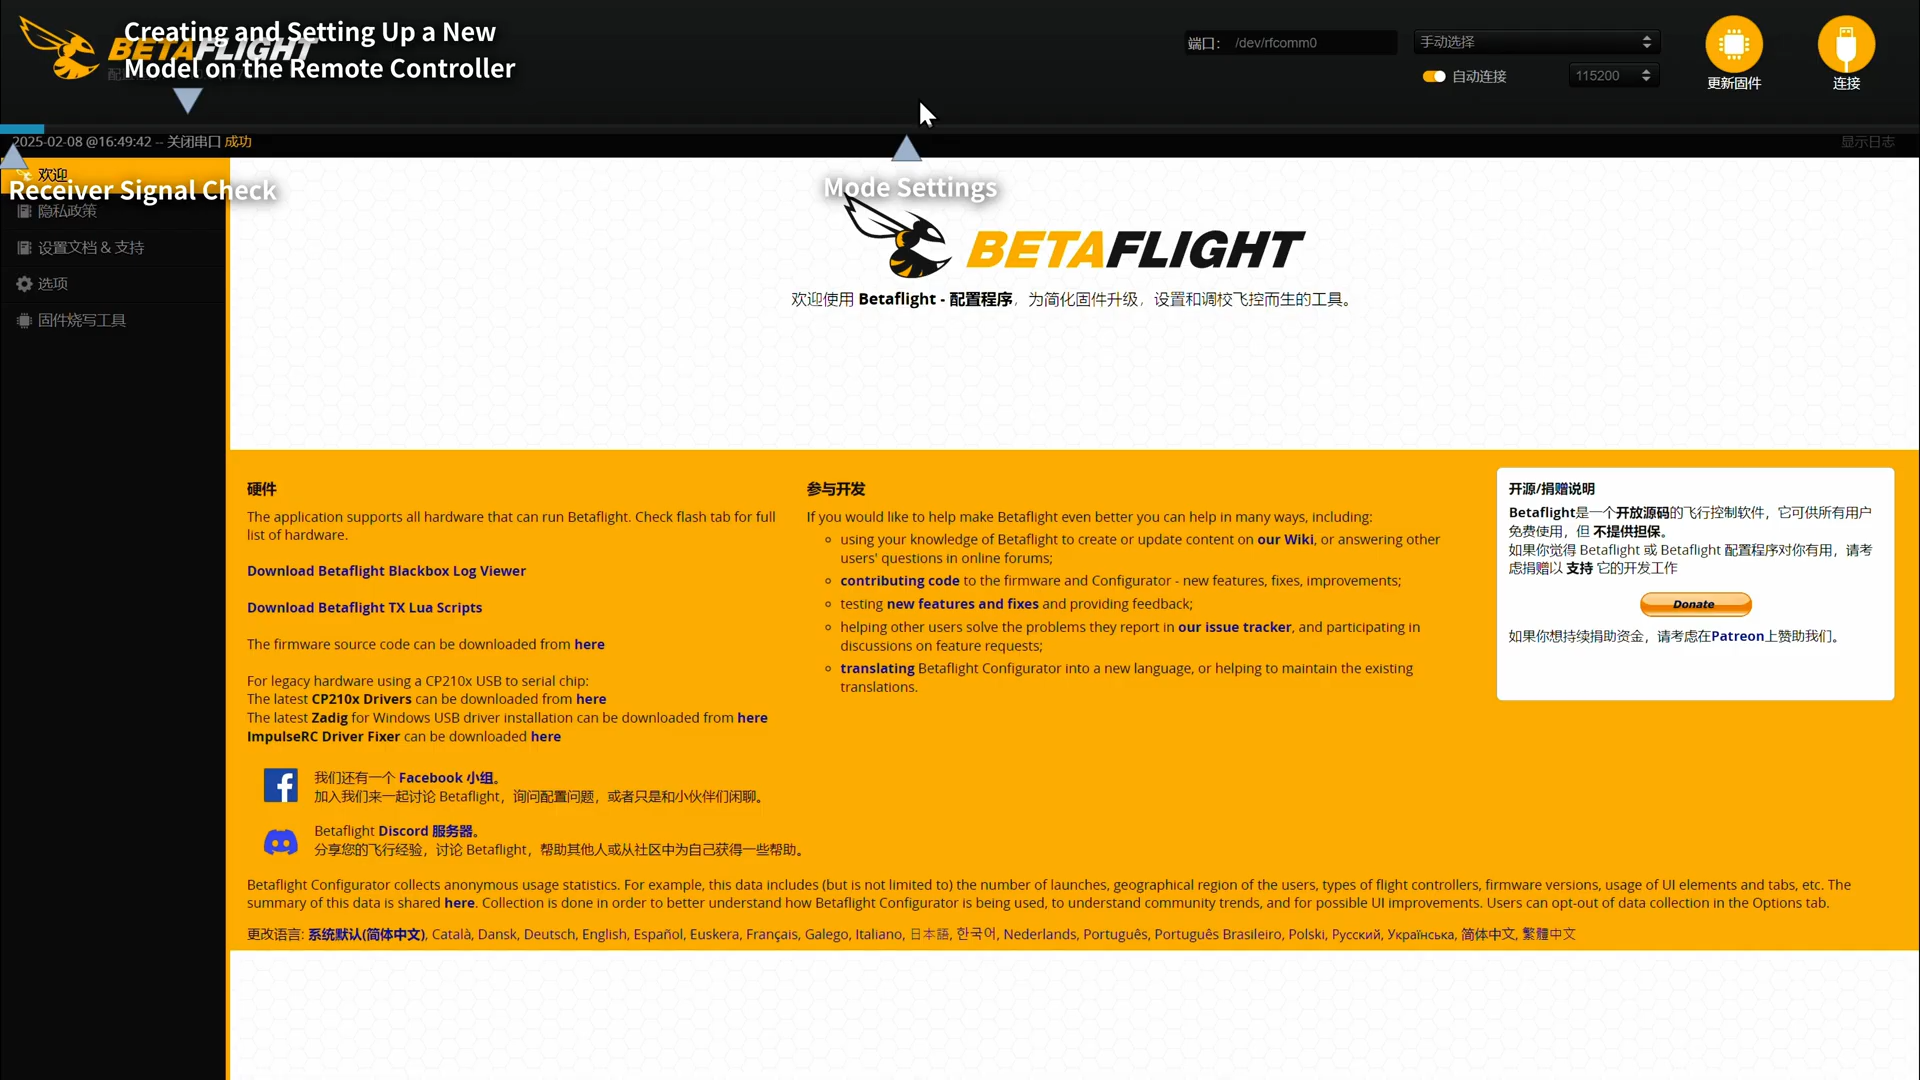 Creating and Setting Up a New
Model on the Remote Controller
BETAFLIGHT
端口：
/dev/rfcomm0
手动选择
自动连接
115200
更新固件
连接
2025-02-08 @16:49:42 -- 关闭串口 成功
显示日志
欢迎
Receiver Signal Check
Mode Settings
隐私政策
设置文档 & 支持
选项
固件烧写工具
BETAFLIGHT
欢迎使用 Betaflight - 配置程序，为简化固件升级，设置和调校飞控而生的工具。
硬件
The application supports all hardware that can run Betaflight. Check flash tab for full
list of hardware.
Download Betaflight Blackbox Log Viewer
Download Betaflight TX Lua Scripts
The firmware source code can be downloaded from here
For legacy hardware using a CP210x USB to serial chip:
The latest CP210x Drivers can be downloaded from here
The latest Zadig for Windows USB driver installation can be downloaded from here
ImpulseRC Driver Fixer can be downloaded here
我们还有一个 Facebook 小组。
加入我们来一起讨论 Betaflight，询问配置问题，或者只是和小伙伴们闲聊。
Betaflight Discord 服务器。
分享您的飞行经验，讨论 Betaflight，帮助其他人或从社区中为自己获得一些帮助。
参与开发
If you would like to help make Betaflight even better you can help in many ways, including:
using your knowledge of Betaflight to create or update content on our Wiki, or answering other
users' questions in online forums;
contributing code to the firmware and Configurator - new features, fixes, improvements;
testing new features and fixes and providing feedback;
helping other users solve the problems they report in our issue tracker, and participating in
discussions on feature requests;
translating Betaflight Configurator into a new language, or helping to maintain the existing
translations.
开源/捐赠说明
Betaflight是一个开放源码的飞行控制软件，它可供所有用户
免费使用，但 不提供担保。
如果你觉得 Betaflight 或 Betaflight 配置程序对你有用，请考
虑捐赠以 支持 它的开发工作
Donate
如果你想持续捐助资金，请考虑在Patreon上赞助我们。
Betaflight Configurator collects anonymous usage statistics. For example, this data includes (but is not limited to) the number of launches, geographical region of the users, types of flight controllers, firmware versions, usage of UI elements and tabs, etc. The
summary of this data is shared here. Collection is done in order to better understand how Betaflight Configurator is being used, to understand community trends, and for possible UI improvements. Users can opt-out of data collection in the Options tab.
更改语言: 系统默认(简体中文), Català, Dansk, Deutsch, English, Español, Euskera, Français, Galego, Italiano, 日本語, 한국어, Nederlands, Português, Português Brasileiro, Polski, Русский, Українська, 简体中文, 繁體中文